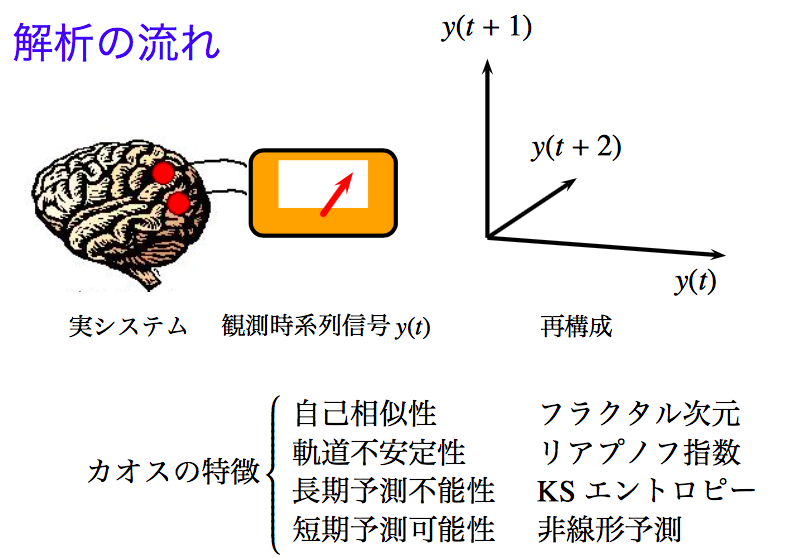 解析の流れ
y(t + 1)
y(t + 2)
y(t)
実システム 観測時系列信号 y(t) 再構成
カオスの特徴
自己相似性 フラクタル次元
軌道不安定性 リアプノフ指数
長期予測不能性 KS エントロピー
短期予測可能性 非線形予測